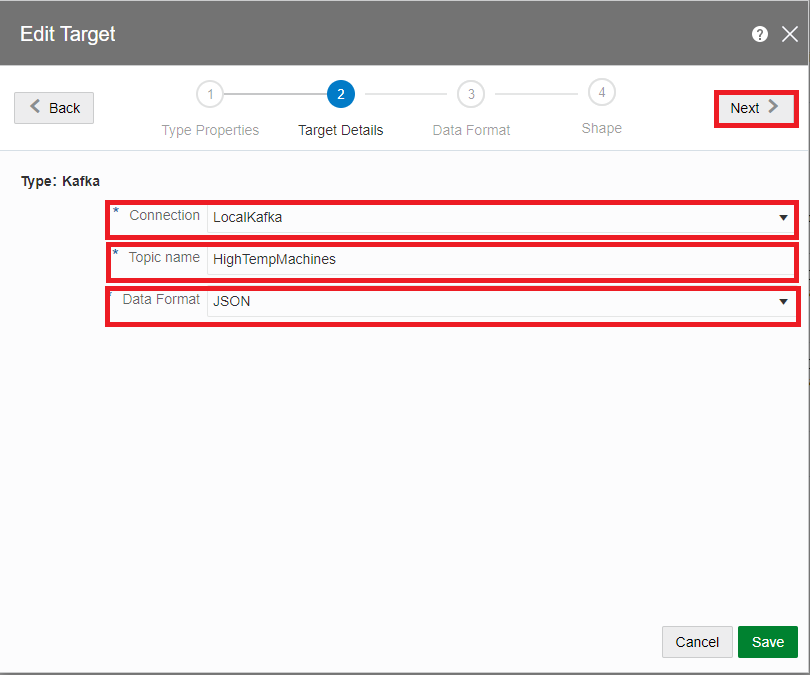 Edit Target
?
Back
1
2
3
4
Next
Type Properties
Target Details
Data Format
Shape
Type: Kafka
* Connection LocalKafka
* Topic name HighTempMachines
* Data Format JSON
Cancel
Save